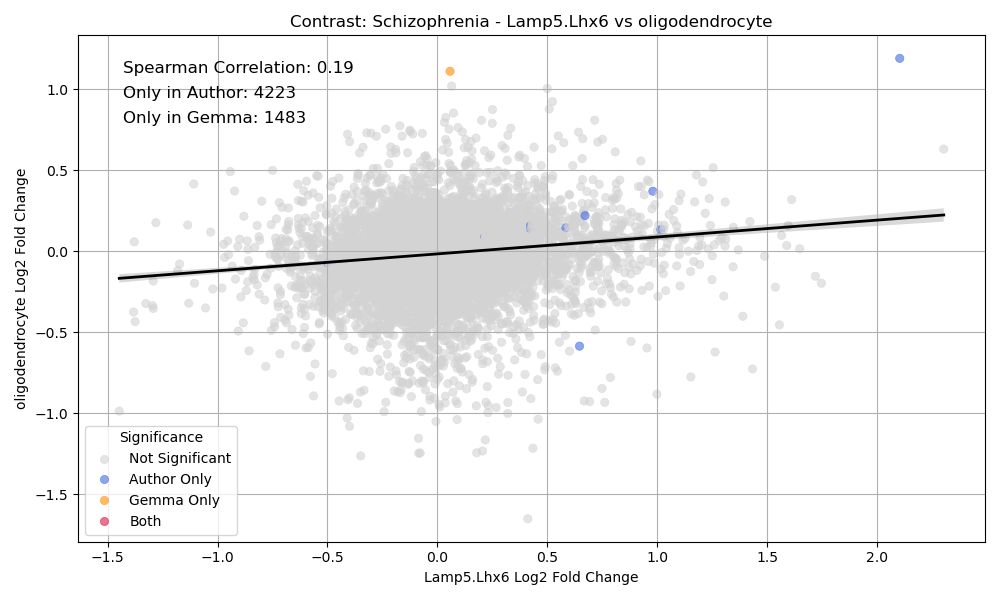 Contrast: Schizophrenia - Lamp5.Lhx6 vs oligodendrocyte
Spearman Correlation: 0.19
Only in Author: 4223
Only in Gemma: 1483
oligodendrocyte Log2 Fold Change
1.0
0.5
0.0
−0.5
−1.0
−1.5
Significance
Not Significant
Author Only
Gemma Only
Both
−1.5 −1.0 −0.5 0.0 0.5 1.0 1.5 2.0
Lamp5.Lhx6 Log2 Fold Change